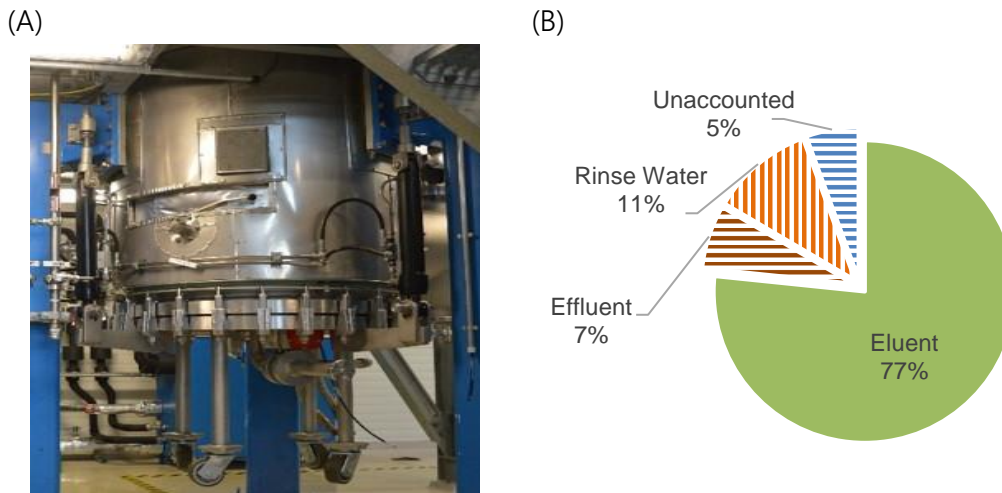 (A)
(B)
Unaccounted
5%
Rinse Water
11%
Effluent
7%
Eluent
77%